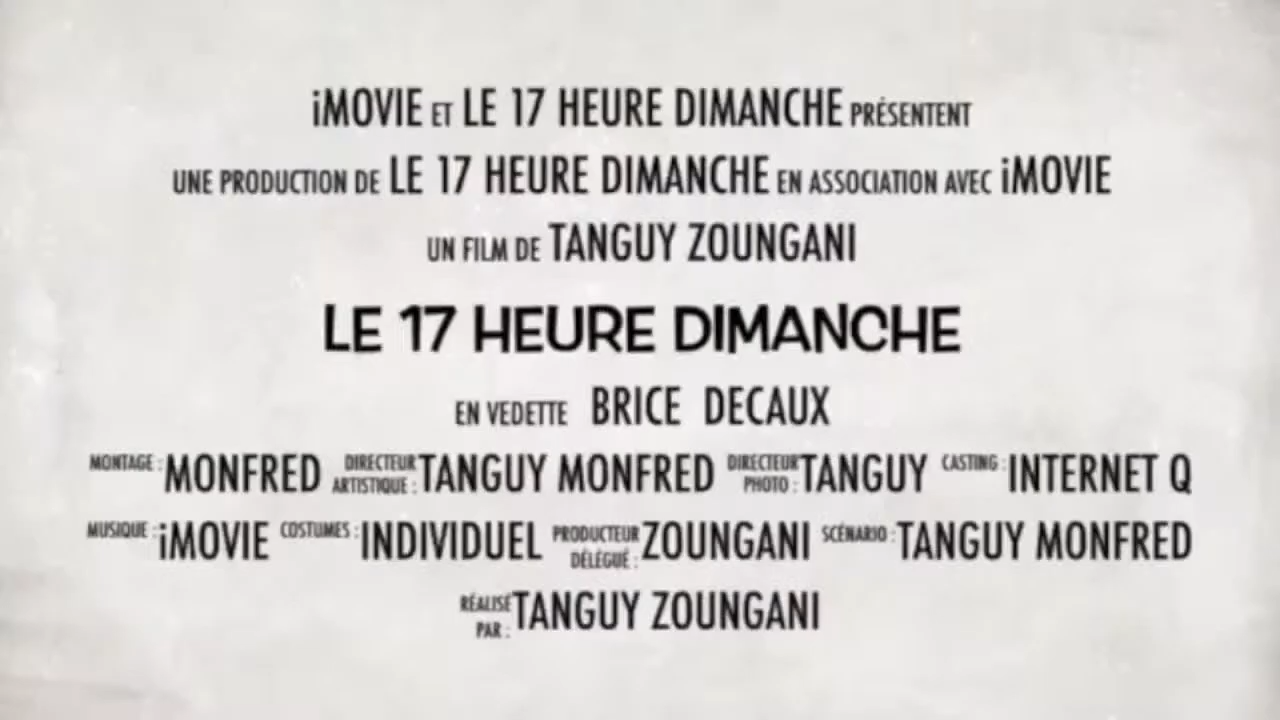 iMOVIE ET LE 17 HEURE DIMANCHE PRÉSENTENT
UNE PRODUCTION DE LE 17 HEURE DIMANCHE EN ASSOCIATION AVEC iMOVIE
UN FILM DE TANGUY ZOUNGANI
LE 17 HEURE DIMANCHE
EN VEDETTE BRICE DECAUX
MONTAGE : MONFRED DIRECTEUR ARTISTIQUE : TANGUY MONFRED DIRECTEUR PHOTO : TANGUY CASTING : INTERNET Q
MUSIQUE : iMOVIE COSTUMES : INDIVIDUEL PRODUCTEUR DÉLÉGUÉ : ZOUNGANI SCÉNARIO : TANGUY MONFRED
RÉALISÉ PAR : TANGUY ZOUNGANI